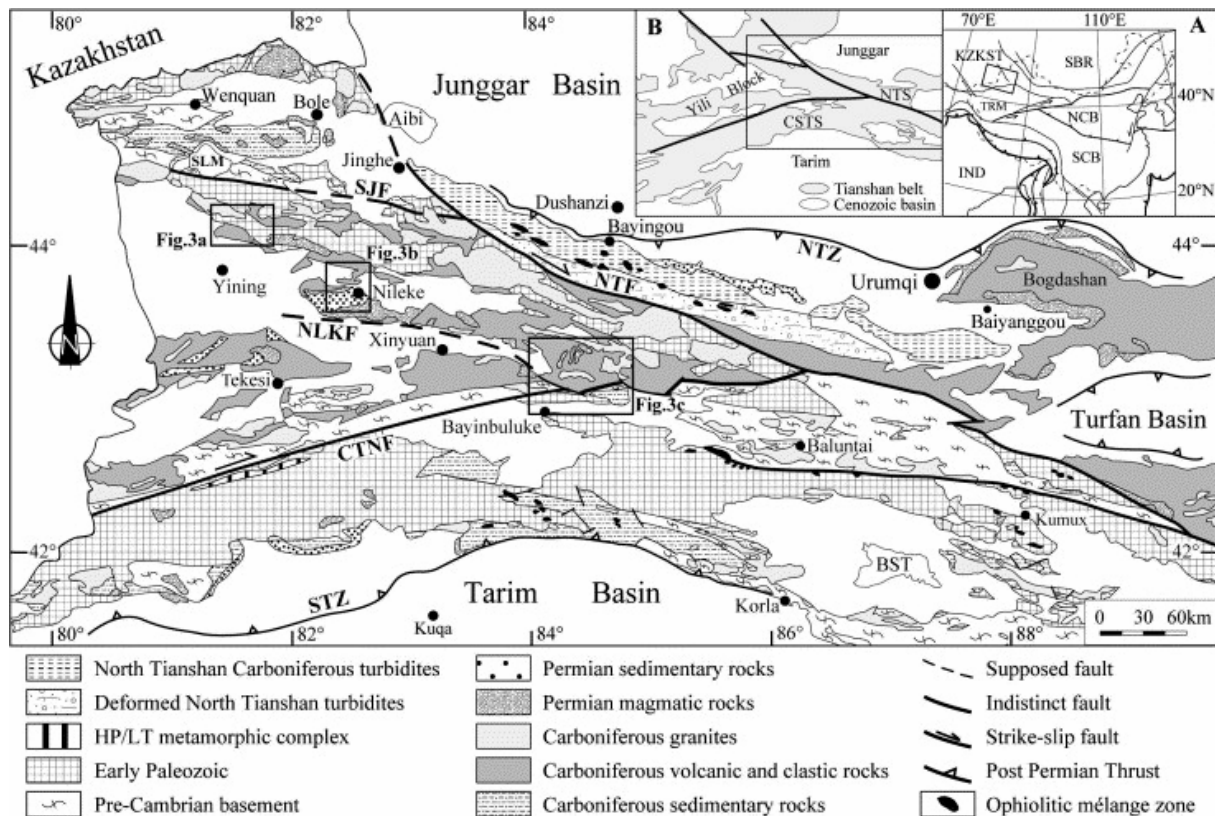 80°
82
84
Kazakhstan
Wenquan
Bole
Aibi
Junggar Basin
SLM
Jinghe
SJF
Dushanzi
Bayingou
NTZ
44°
44°
Fig.3a
Fig.3b
NTF
Urumqi
Bogdashan
Yining
Nileke
Baiyanggou
N
NLKF
Xinyuan
Tekesi
Fig.3c
Bayinbuluke
CTNF
Turfan Basin
Baluntai
Kumux
42°
42°
BST
STZ
Tarim Basin
Korla
Kuqa
0 30 60km
80°
82
84
86
88
B
Junggar
Yili Block
NTS
CSTS
Tarim
Tianshan belt
Cenozoic basin
70°E
110°E
A
KZKST
SBR
40°N
TRM
NCB
SCB
IND
20°N
North Tianshan Carboniferous turbidites
Deformed North Tianshan turbidites
HP/LT metamorphic complex
Early Paleozoic
Pre-Cambrian basement
Permian sedimentary rocks
Permian magmatic rocks
Carboniferous granites
Carboniferous volcanic and clastic rocks
Carboniferous sedimentary rocks
Supposed fault
Indistinct fault
Strike-slip fault
Post Permian Thrust
Ophiolitic mélange zone